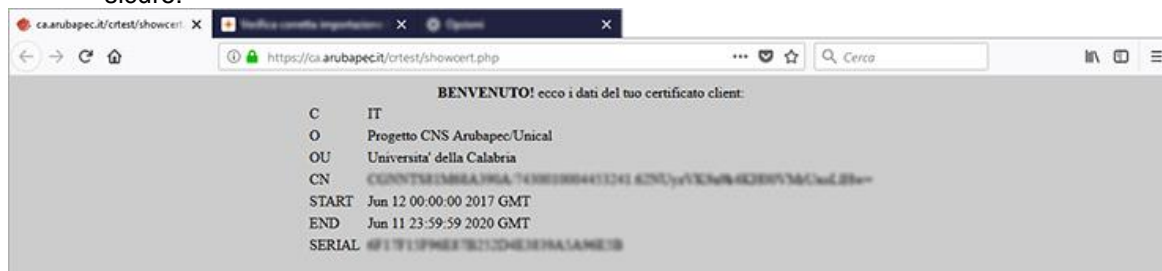 sicuro:
ca.arubapec.it/crtest/showcert.
https://ca.arubapec.it/crtest/showcert.php
Cerca
BENVENUTO! ecco i dati del tuo certificato client:
C IT
O Progetto CNS Arubapec/Unical
OU Universita' della Calabria
CN
START Jun 12 00:00:00 2017 GMT
END Jun 11 23:59:59 2020 GMT
SERIAL